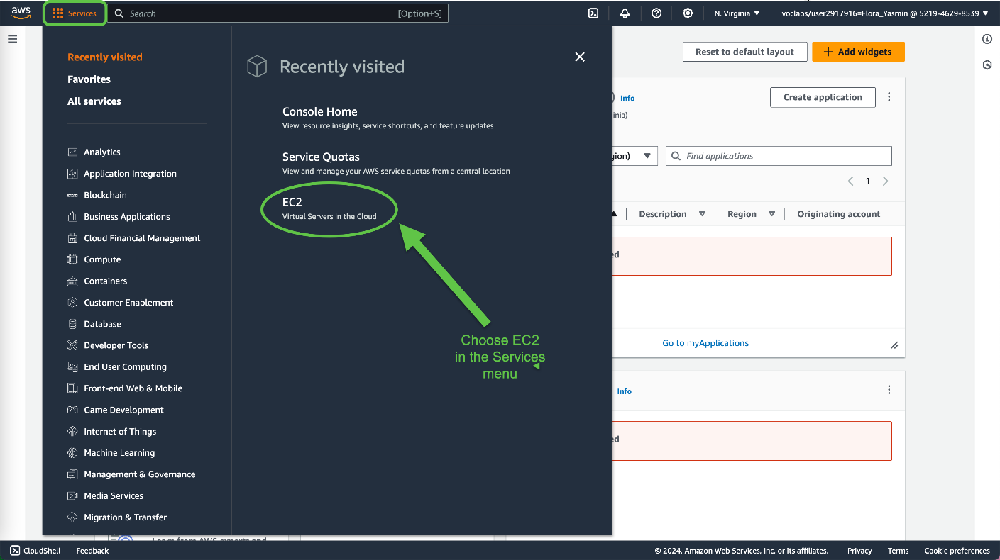 aws
Services
Search
[Option+S]
N. Virginia
voclabs/user2917916=Flora_Yasmin @ 5219-4629-8539
Recently visited
Favorites
All services
Analytics
Application Integration
Blockchain
Business Applications
Cloud Financial Management
Compute
Containers
Customer Enablement
Database
Developer Tools
End User Computing
Front-end Web & Mobile
Game Development
Internet of Things
Machine Learning
Management & Governance
Media Services
Migration & Transfer
Recently visited
Console Home
View resource insights, service shortcuts, and feature updates
Service Quotas
View and manage your AWS service quotas from a central location
EC2
Virtual Servers in the Cloud
Choose EC2
in the Services
menu
Reset to default layout
+ Add widgets
) Info
Create application
ginia)
gion)
Find applications
1
Description
Region
Originating account
ed
Go to myApplications
Info
ed
Learn from AWS experts and
CloudShell
Feedback
© 2024, Amazon Web Services, Inc. or its affiliates.
Privacy
Terms
Cookie preferences